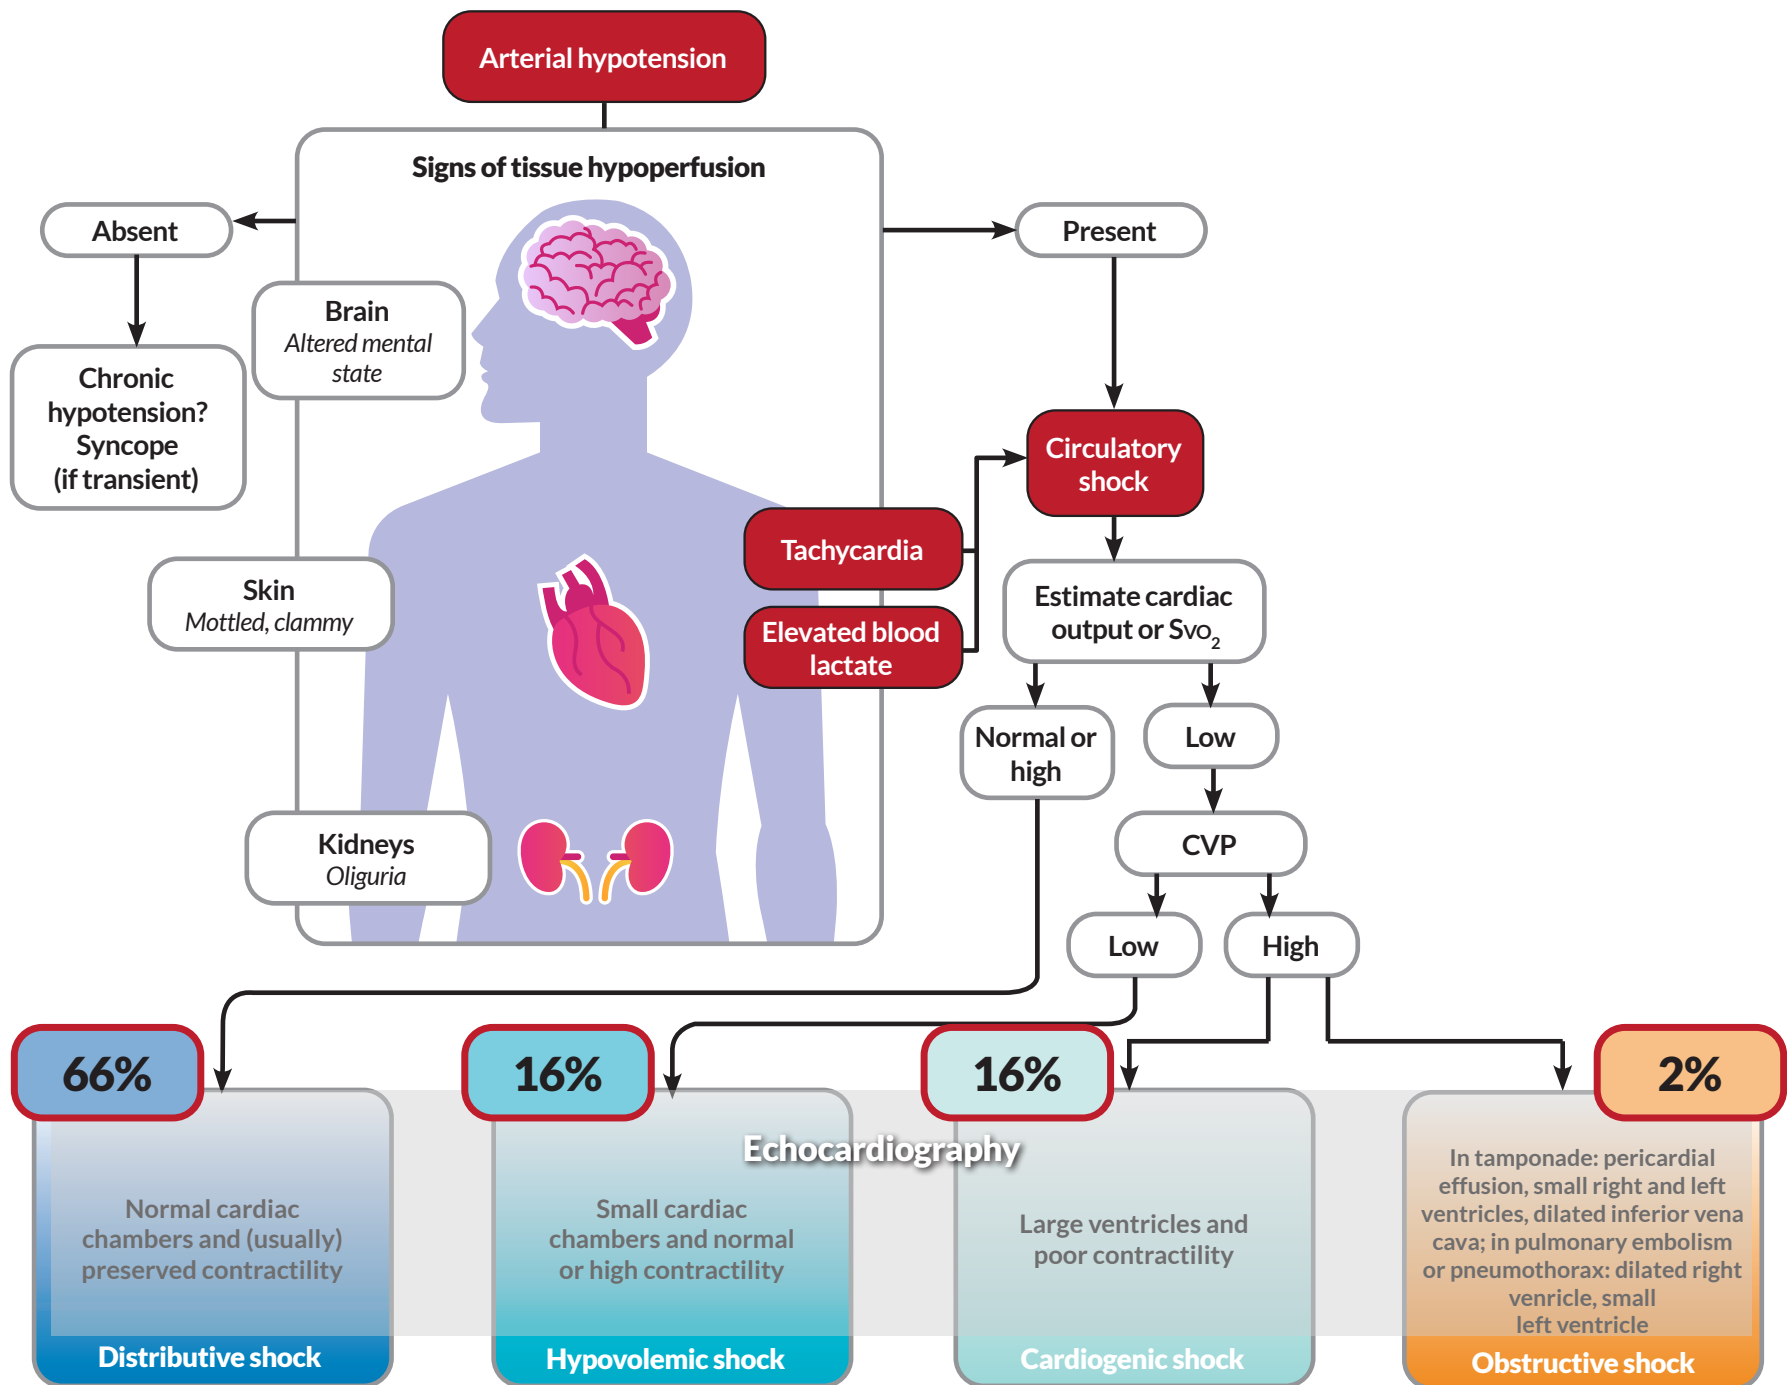 Arterial hypotension
Signs of tissue hypoperfusion
Absent
Present
Brain
Altered mental
state
Chronic
hypotension?
Syncope
(if transient)
Circulatory
shock
Tachycardia
Skin
Mottled, clammy
Estimate cardiac
output or SVO2
Elevated blood
lactate
Normal or
high
Low
Kidneys
Oliguria
CVP
Low
High
66%
16%
16%
2%
Echocardiography
Normal cardiac
chambers and (usually)
preserved contractility
Distributive shock
Small cardiac
chambers and normal
or high contractility
Hypovolemic shock
Large ventricles and
poor contractility
Cardiogenic shock
In tamponade: pericardial
effusion, small right and left
ventricles, dilated inferior vena
cava; in pulmonary embolism
or pneumothorax: dilated right
venricle, small
left ventricle
Obstructive shock